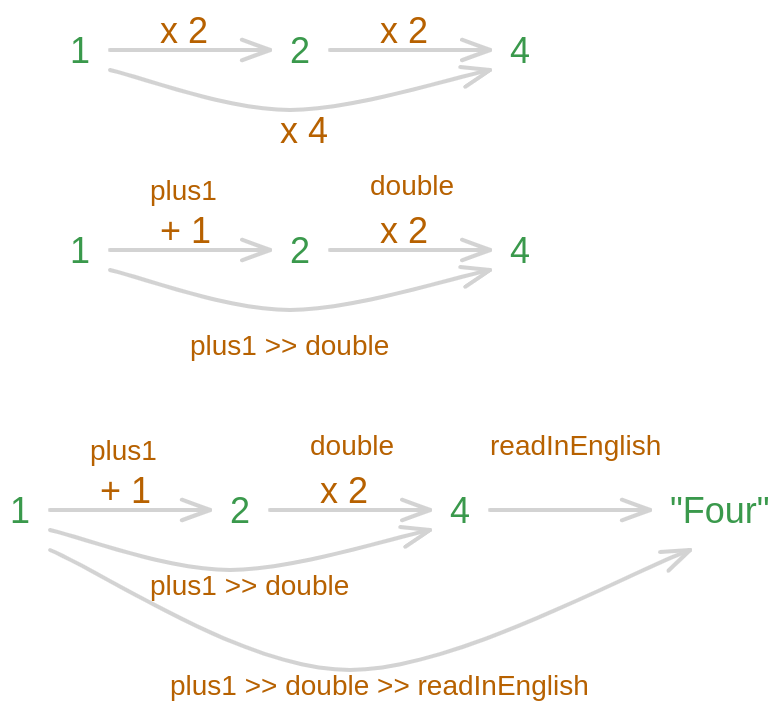 x 2 x 2
1 2 4
x 4
plus1 double
+ 1 x 2
1 2 4
plus1 >> double
plus1 double readInEnglish
+ 1 x 2
1 2 4 "Four"
plus1 >> double
plus1 >> double >> readInEnglish